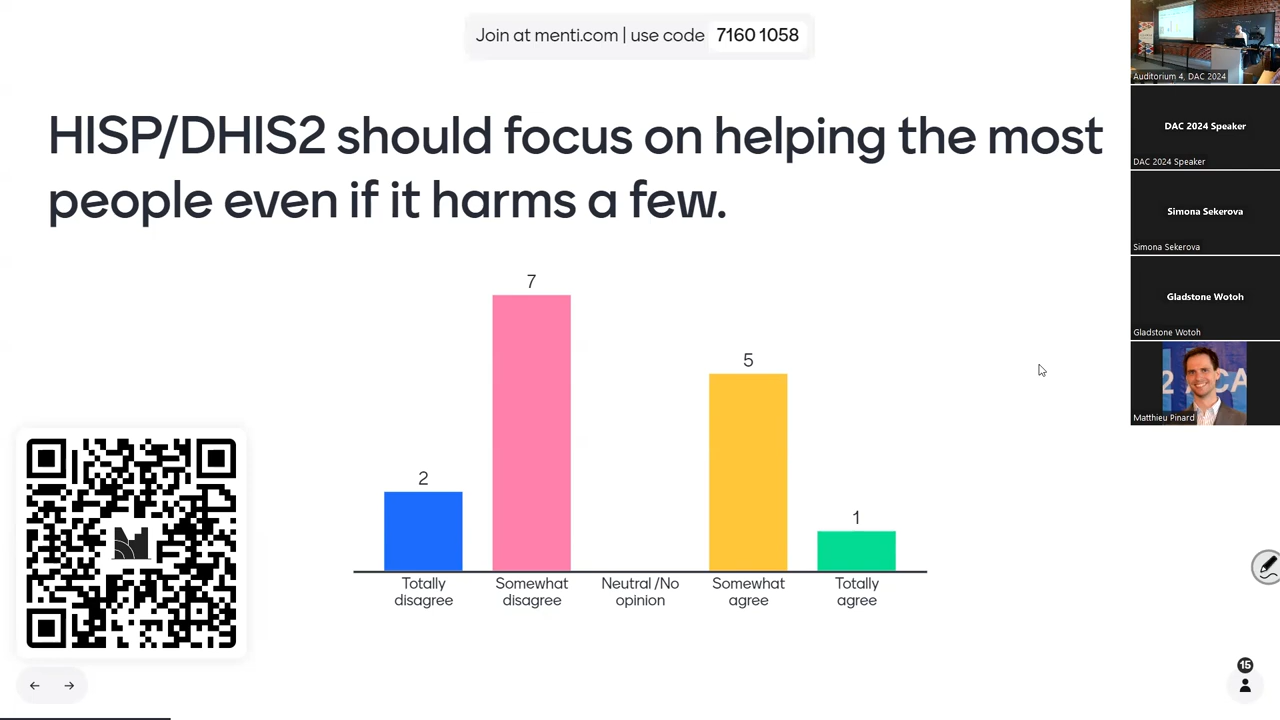 Join at menti.com | use code 7160 1058
HISP/DHIS2 should focus on helping the most
people even if it harms a few.
7
5
2
1
Totally
disagree
Somewhat
disagree
Neutral /No
opinion
Somewhat
agree
Totally
agree
15
Auditorium 4, DAC 2024
DAC 2024 Speaker
DAC 2024 Speaker
Simona Sekerova
Simona Sekerova
Gladstone Wotoh
Gladstone Wotoh
2 ACA
Matthieu Pinard